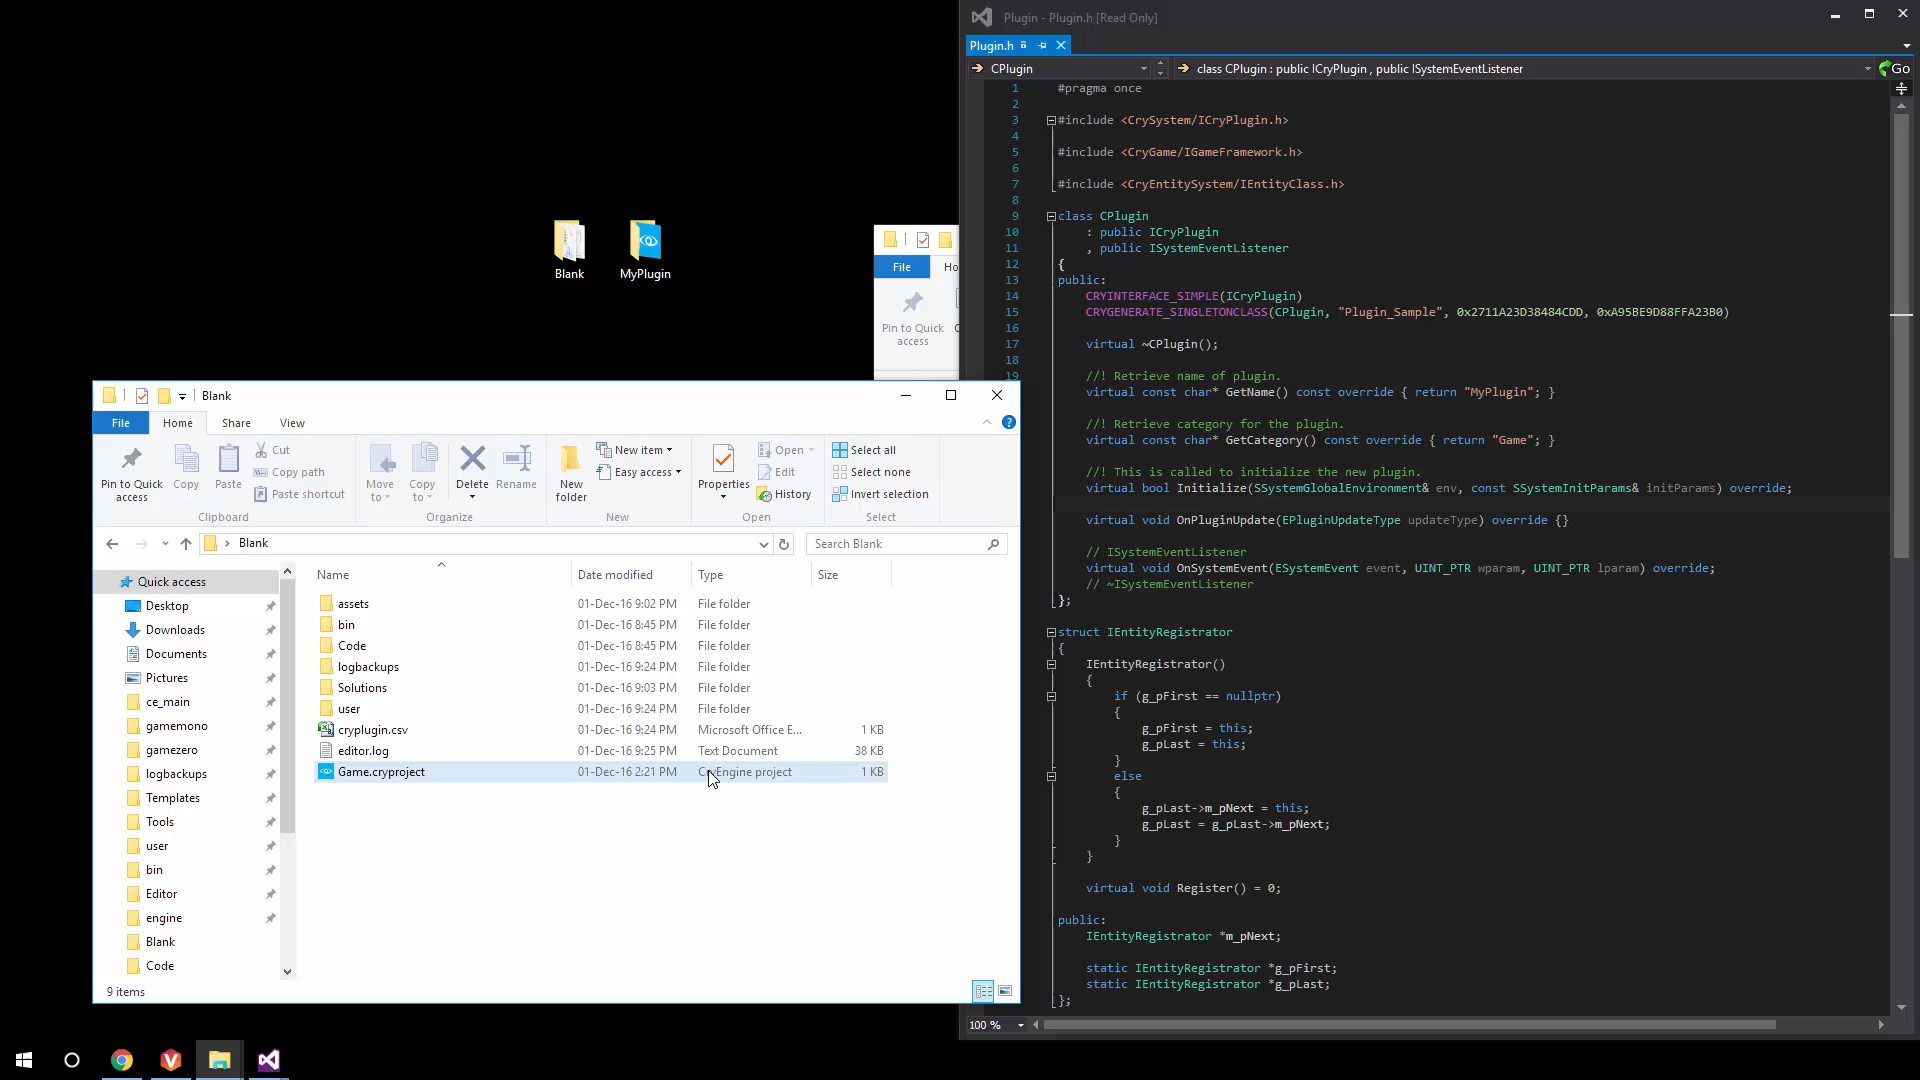 Blank
MyPlugin
File
Ho
Pin to Quick
access
Blank
File
Home
Share
View
Pin to Quick
access
Copy
Paste
Cut
Copy path
Paste shortcut
Clipboard
Move
to
Copy
to
Delete
Rename
Organize
New
folder
New item
Easy access
New
Properties
Open
Edit
History
Open
Select all
Select none
Invert selection
Select
Blank
Search Blank
Name
Date modified
Type
Size
Quick access
Desktop
Downloads
Documents
Pictures
ce_main
gamemono
gamezero
logbackups
Templates
Tools
user
bin
Editor
engine
Blank
Code
assets 01-Dec-16 9:02 PM File folder
bin 01-Dec-16 8:45 PM File folder
Code 01-Dec-16 8:45 PM File folder
logbackups 01-Dec-16 9:24 PM File folder
Solutions 01-Dec-16 9:03 PM File folder
user 01-Dec-16 9:24 PM File folder
cryplugin.csv 01-Dec-16 9:24 PM Microsoft Office E... 1 KB
editor.log 01-Dec-16 9:25 PM Text Document 38 KB
Game.cryproject 01-Dec-16 2:21 PM CryEngine project 1 KB
9 items
Plugin - Plugin.h [Read Only]
Plugin.h
CPlugin
class CPlugin : public ICryPlugin , public ISystemEventListener
Go
1 #pragma once
2
3 #include <CrySystem/ICryPlugin.h>
4
5 #include <CryGame/IGameFramework.h>
6
7 #include <CryEntitySystem/IEntityClass.h>
8
9 class CPlugin
10 : public ICryPlugin
11 , public ISystemEventListener
12 {
13 public:
14 CRYINTERFACE_SIMPLE(ICryPlugin)
15 CRYGENERATE_SINGLETONCLASS(CPlugin, "Plugin_Sample", 0x2711A23D38484CDD, 0xA95BE9D88FFA23B0)
16
17 virtual ~CPlugin();
18
19 //! Retrieve name of plugin.
virtual const char* GetName() const override { return "MyPlugin"; }
//! Retrieve category for the plugin.
virtual const char* GetCategory() const override { return "Game"; }
//! This is called to initialize the new plugin.
virtual bool Initialize(SSystemGlobalEnvironment& env, const SSystemInitParams& initParams) override;
virtual void OnPluginUpdate(EPluginUpdateType updateType) override {}
// ISystemEventListener
virtual void OnSystemEvent(ESystemEvent event, UINT_PTR wparam, UINT_PTR lparam) override;
// ~ISystemEventListener
};
struct IEntityRegistrator
{
IEntityRegistrator()
{
if (g_pFirst == nullptr)
{
g_pFirst = this;
g_pLast = this;
}
else
{
g_pLast->m_pNext = this;
g_pLast = g_pLast->m_pNext;
}
}
virtual void Register() = 0;
public:
IEntityRegistrator *m_pNext;
static IEntityRegistrator *g_pFirst;
static IEntityRegistrator *g_pLast;
};
100 %